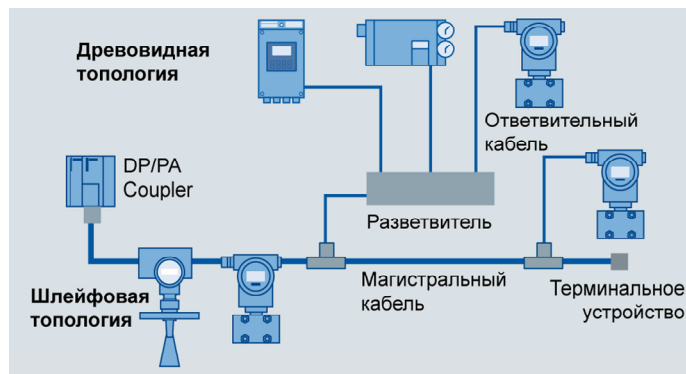 Древовидная
топология
Ответвительный
кабель
DP/PA
Coupler
Разветвитель
Магистральный
кабель
Шлейфовая
топология
Терминальное
устройство